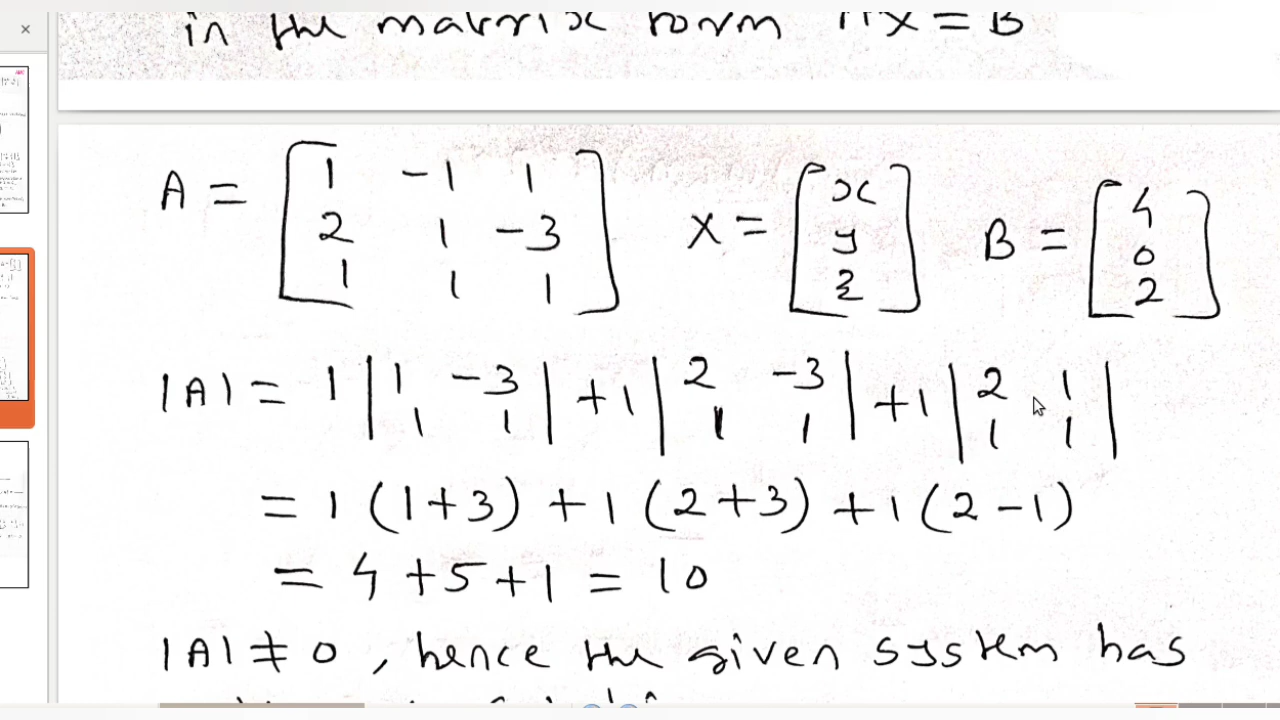 in the matrix form AX = B
A = [1 -1 1
2 1 -3
1 1 1] X = [x
y
z] B = [4
0
2]
|A| = 1 |1 -3
1 1| +1 |2 -3
1 1| +1 |2 1
1 1|
= 1 (1+3) +1 (2+3) +1 (2-1)
= 4 +5 +1 = 10
|A| ≠ 0 , hence the given system has